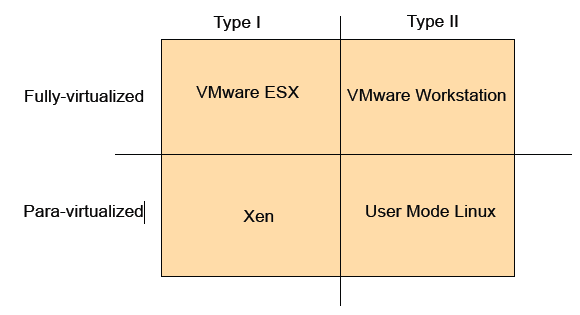 Type I
Type II
Fully-virtualized
VMware ESX
VMware Workstation
Para-virtualized
Xen
User Mode Linux